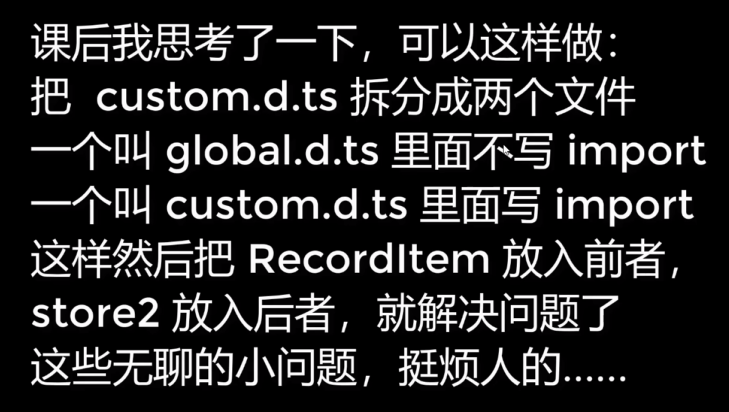 课后我思考了一下，可以这样做：
把 custom.d.ts 拆分成两个文件
一个叫 global.d.ts 里面不写 import
一个叫 custom.d.ts 里面写 import
这样然后把 RecordItem 放入前者，
store2 放入后者，就解决问题了
这些无聊的小问题，挺烦人的……